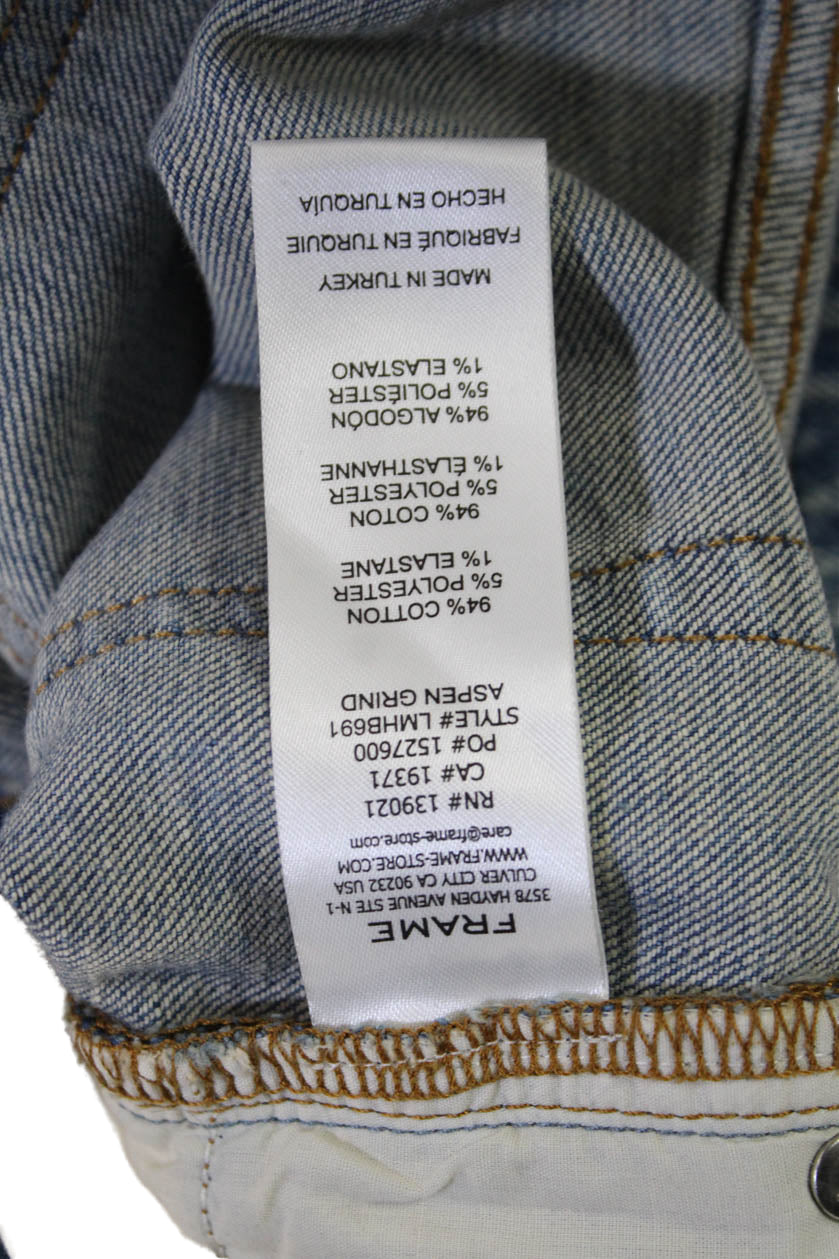 FRAME
3578 HAYDEN AVENUE STE N-1
CULVER CITY CA 90232 USA
WWW.FRAME-STORE.COM
care@frame-store.com
RN# 139021
CA# 19371
PO# 1527600
STYLE# LMHB691
ASPEN GRIND
94% COTTON
5% POLYESTER
1% ELASTANE
94% COTON
5% POLYESTER
1% ÉLASTHANNE
94% ALGODÓN
5% POLIÉSTER
1% ELASTANO
MADE IN TURKEY
FABRIQUÉ EN TURQUIE
HECHO EN TURQUÍA